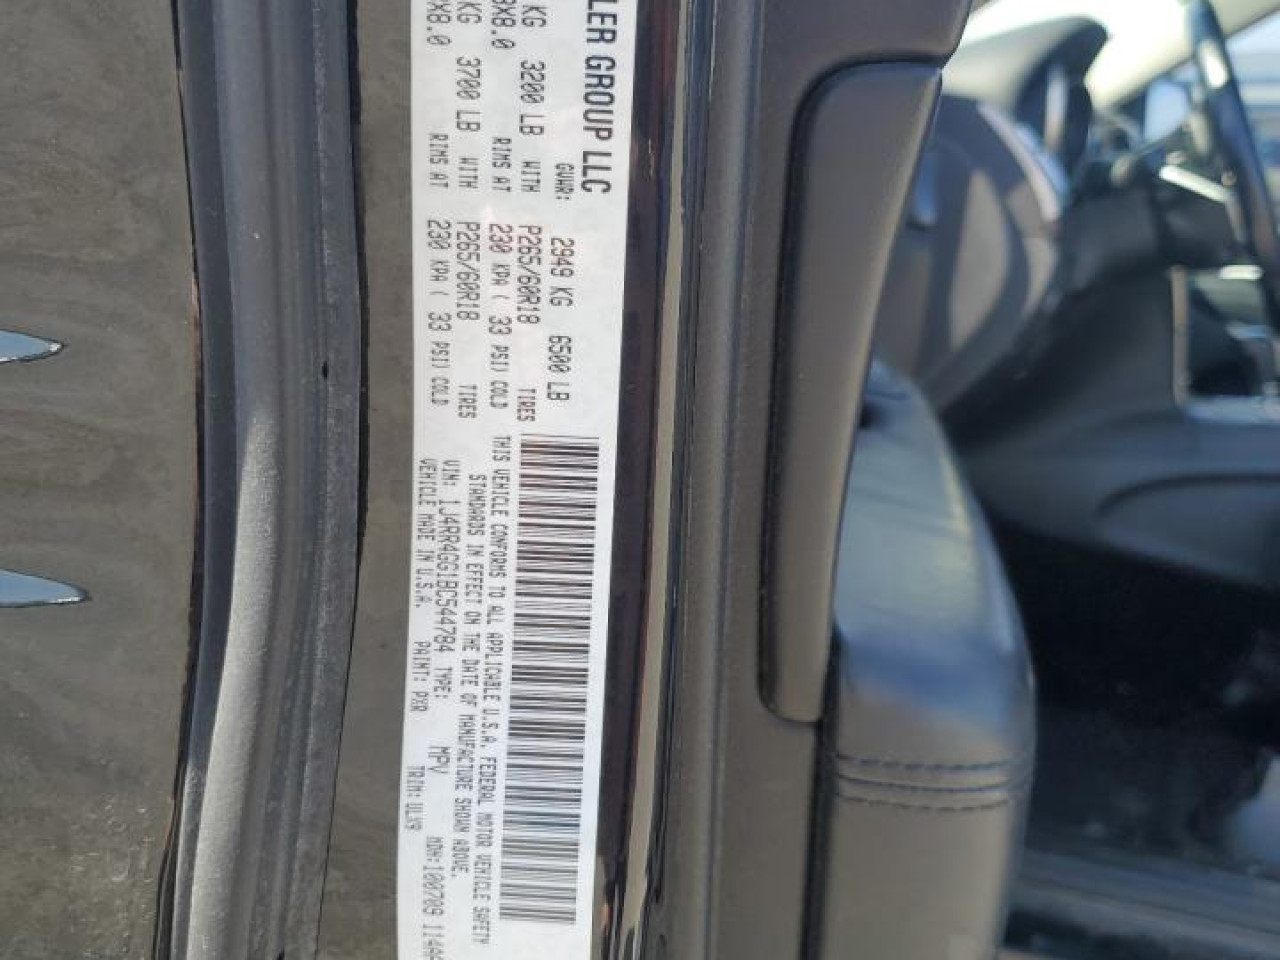 LER GROUP LLC
GVWR: 2949 KG 6500 LB
KG 3200 LB WITH P265/60R18 TIRES
X8.0 RIMS AT 230 KPA ( 33 PSI) COLD
KG 3700 LB WITH P265/60R18 TIRES
X8.0 RIMS AT 230 KPA ( 33 PSI) COLD
THIS VEHICLE CONFORMS TO ALL APPLICABLE U.S.A. FEDERAL MOTOR VEHICLE SAFETY
STANDARDS IN EFFECT ON THE DATE OF MANUFACTURE SHOWN ABOVE.
VIN: 1J4RR4GG1BC544784 TYPE: MPV MDH:100709 114
VEHICLE MADE IN U.S.A. PAINT: PXR TRIM: ULX9